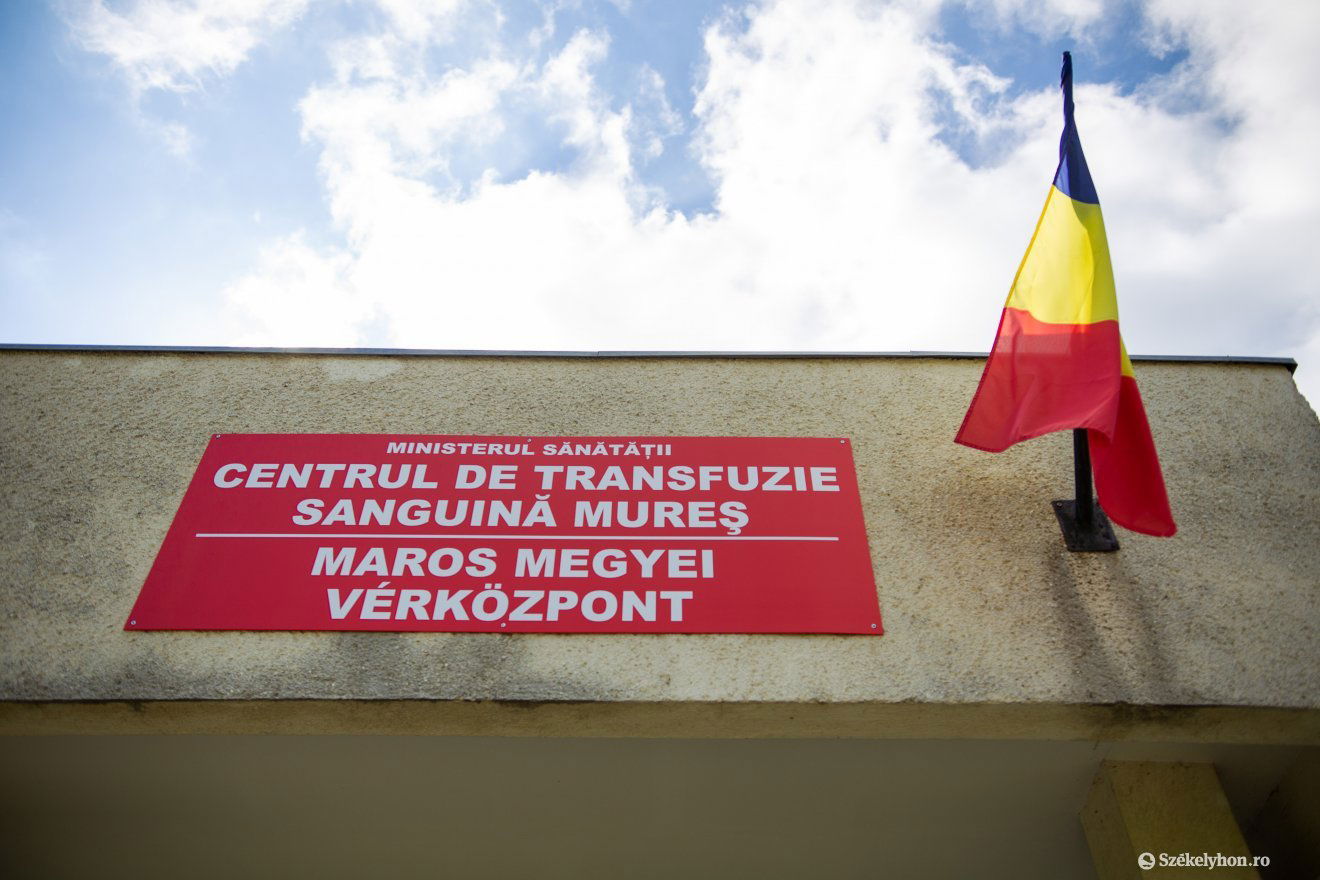 MINISTERUL SĂNĂTĂȚII
CENTRUL DE TRANSFUZIE
SANGUINĂ MUREŞ
MAROS MEGYEI
VÉRKÖZPONT
Székelyhon.ro